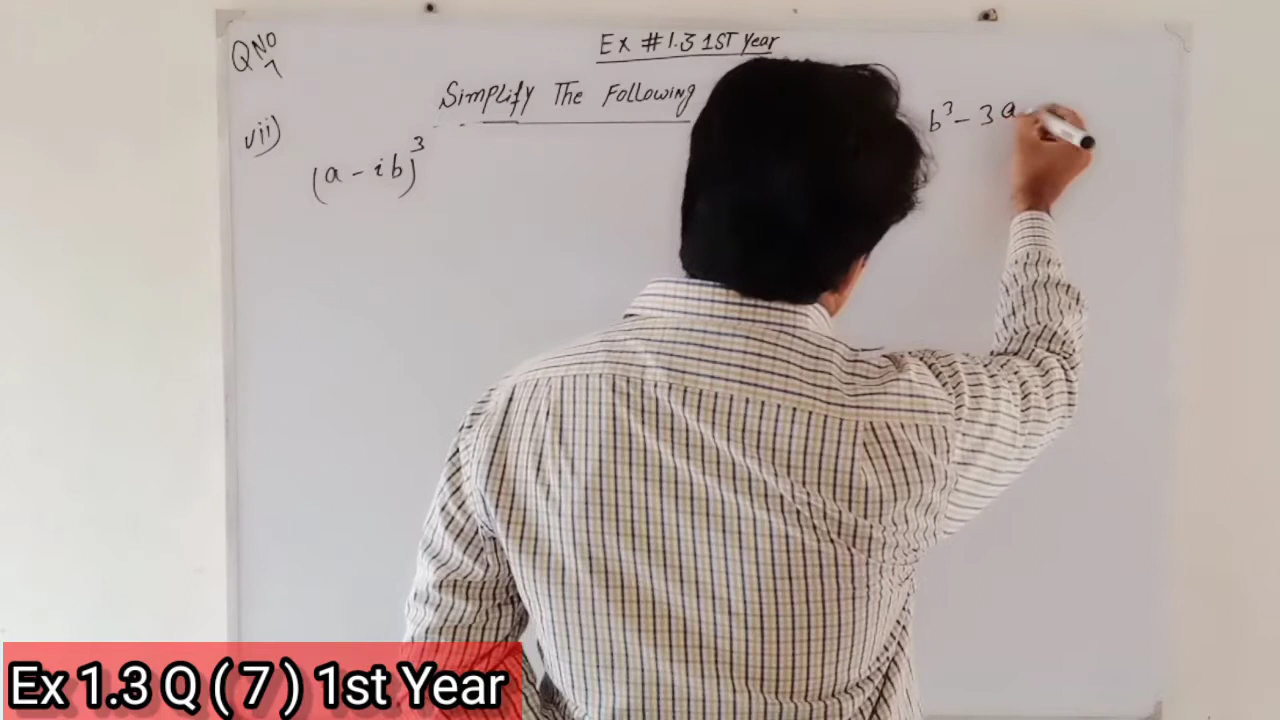 Ex # 1.3 1ST Year
Q NO
7
Simplify The Following
b³ - 3a
vii)
(a - ib)³
Ex 1.3 Q ( 7 ) 1st Year